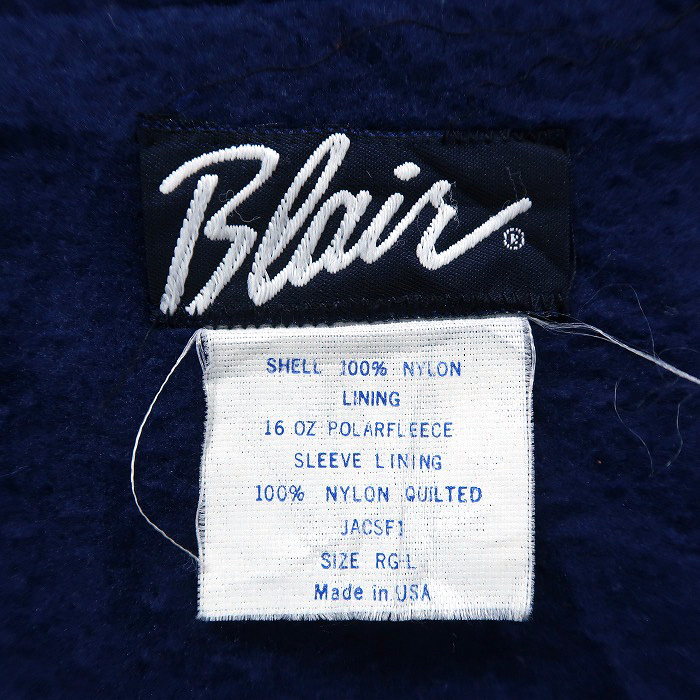 Blair ®
SHELL 100% NYLON
LINING
16 OZ POLARFLEECE
SLEEVE LINING
100% NYLON QUILTED
JACSF1
SIZE RG-L
Made in USA